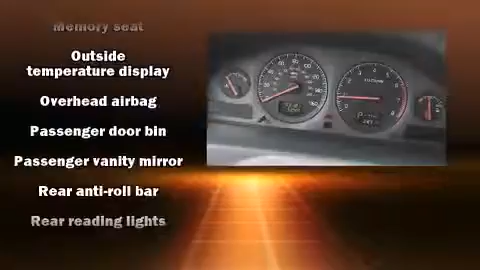 Memory seat
Outside
temperature display
Overhead airbag
Passenger door bin
Passenger vanity mirror
Rear anti-roll bar
Rear reading lights